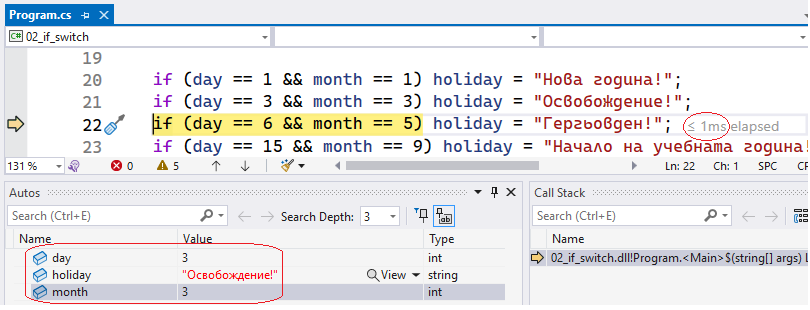 Program.cs
02_if_switch
19
20 if (day == 1 && month == 1) holiday = "Нова година!";
21 if (day == 3 && month == 3) holiday = "Освобождение!";
22 if (day == 6 && month == 5) holiday = "Гергьовден!"; ≤ 1ms elapsed
23 if (day == 15 && month == 9) holiday = "Начало на учебната година!
131 % 0 5 Ln: 22 Ch: 1 SPC CP
Autos
Call Stack
Search (Ctrl+E) Search Depth: 3
Search (Ctrl+E)
Name Value Type
Name
day 3 int
02_if_switch.dll!Program.<Main>$(string[] args) L
holiday "Освобождение!" View string
month 3 int